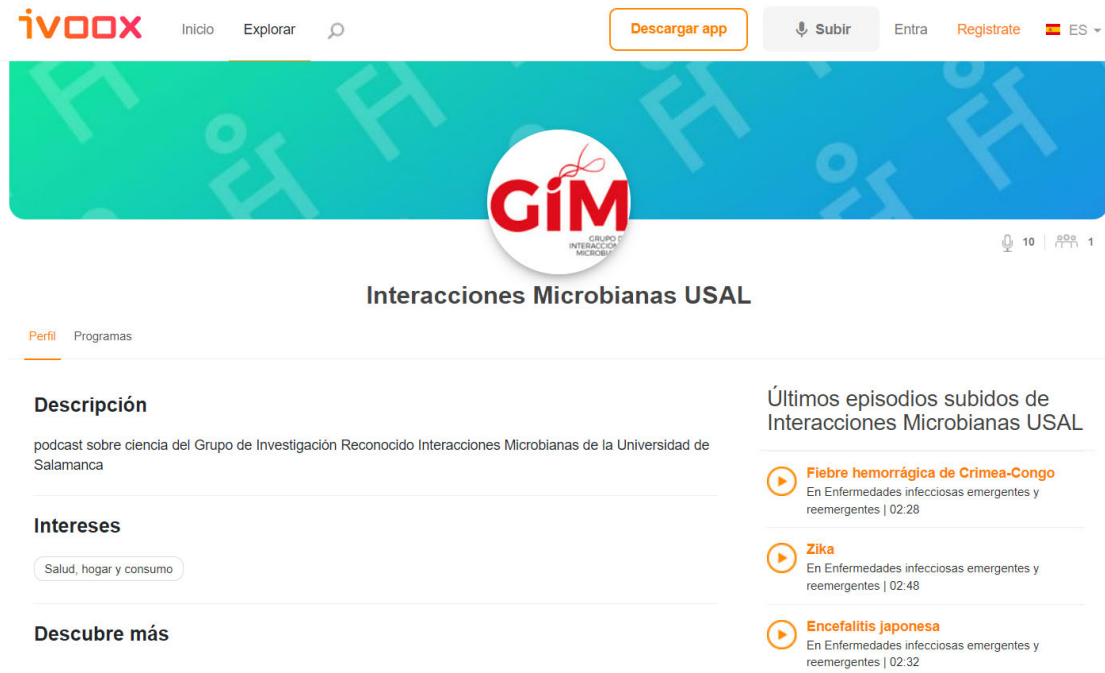 ivoox Inicio Explorar Descargar app Subir Entra Registrate ES
GiM
GRUPO
INTERACCION
MICROBI
10 1
Interacciones Microbianas USAL
Perfil Programas
Descripción
podcast sobre ciencia del Grupo de Investigación Reconocido Interacciones Microbianas de la Universidad de
Salamanca
Intereses
Salud, hogar y consumo
Descubre más
Últimos episodios subidos de
Interacciones Microbianas USAL
Fiebre hemorrágica de Crimea-Congo
En Enfermedades infecciosas emergentes y
reemergentes | 02:28
Zika
En Enfermedades infecciosas emergentes y
reemergentes | 02:48
Encefalitis japonesa
En Enfermedades infecciosas emergentes y
reemergentes | 02:32